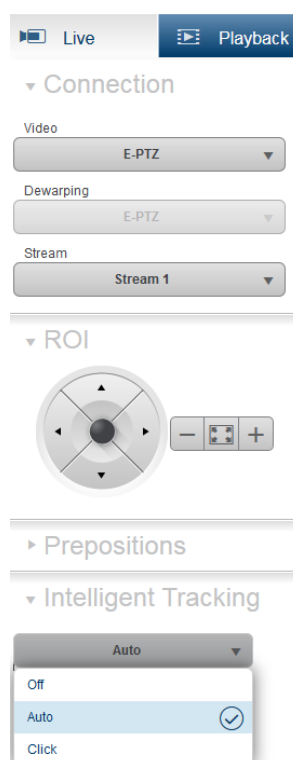 Live Playback
Connection
Video
E-PTZ
Dewarping
E-PTZ
Stream
Stream 1
ROI
Prepositions
Intelligent Tracking
Auto
Off
Auto
Click